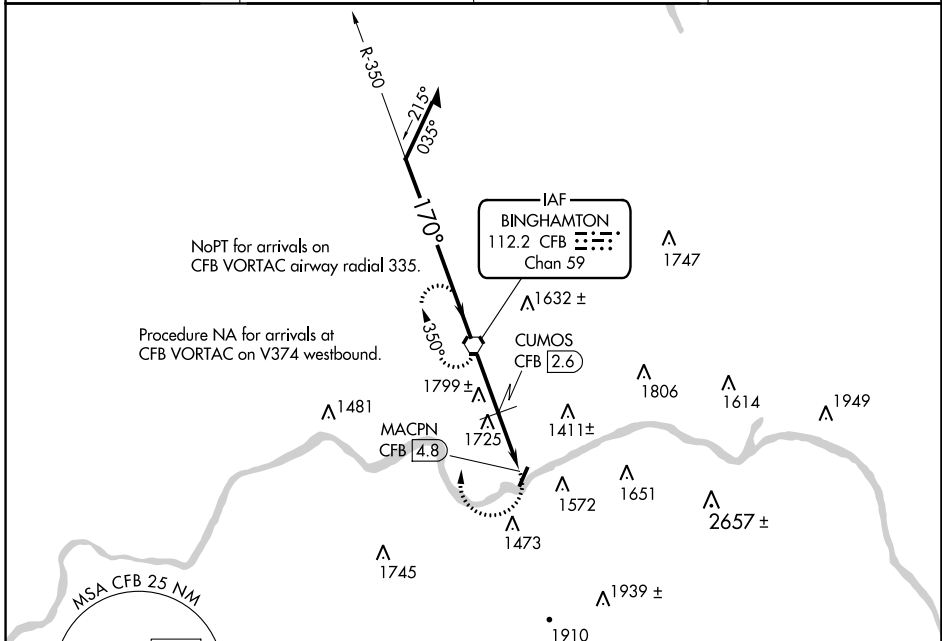 R-350
215°
035°
170°
IAF
BINGHAMTON
112.2 CFB
Chan 59
1747
NoPT for arrivals on
CFB VORTAC airway radial 335.
1632 ±
350°
Procedure NA for arrivals at
CFB VORTAC on V374 westbound.
CUMOS
CFB 2.6
1799 ±
1806
1614
1481
1949
1725
1411±
MACPN
CFB 4.8
1572
1651
2657 ±
1473
1745
MSA CFB 25 NM
1939 ±
1910